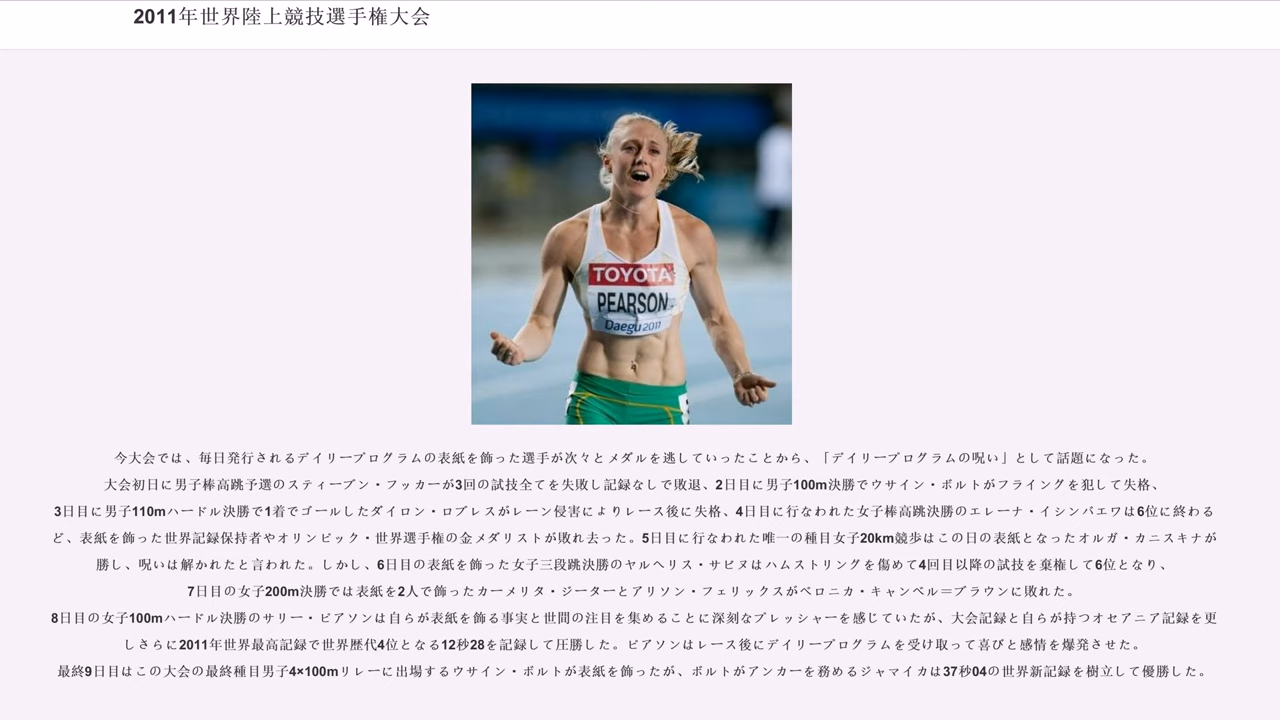 2011年世界陸上競技選手権大会
TOYOTA
PEARSON
Daegu 2011
今大会では、毎日発行されるデイリープログラムの表紙を飾った選手が次々とメダルを逃していったことから、「デイリープログラムの呪い」として話題になった。
大会初日に男子棒高跳予選のスティーブン・フッカーが3回の試技全てを失敗し記録なしで敗退、2日目に男子100m決勝でウサイン・ボルトがフライングを犯して失格、
3日目に男子110mハードル決勝で1着でゴールしたダイロン・ロブレスがレーン侵害によりレース後に失格、4日目に行なわれた女子棒高跳決勝のエレーナ・イシンバエワは6位に終わる
ど、表紙を飾った世界記録保持者やオリンピック・世界選手権の金メダリストが敗れ去った。5日目に行なわれた唯一の種目女子20km競歩はこの日の表紙となったオルガ・カニスキナが
勝し、呪いは解かれたと言われた。しかし、6日目の表紙を飾った女子三段跳決勝のヤルヘリス・サビヌはハムストリングを傷めて4回目以降の試技を棄権して6位となり、
7日目の女子200m決勝では表紙を2人で飾ったカーメリタ・ジーターとアリソン・フェリックスがベロニカ・キャンベル＝ブラウンに敗れた。
8日目の女子100mハードル決勝のサリー・ピアソンは自らが表紙を飾る事実と世間の注目を集めることに深刻なプレッシャーを感じていたが、大会記録と自らが持つオセアニア記録を更
しさらに2011年世界最高記録で世界歴代4位となる12秒28を記録して圧勝した。ピアソンはレース後にデイリープログラムを受け取って喜びと感情を爆発させた。
最終9日目はこの大会の最終種目男子4×100mリレーに出場するウサイン・ボルトが表紙を飾ったが、ボルトがアンカーを務めるジャマイカは37秒04の世界新記録を樹立して優勝した。